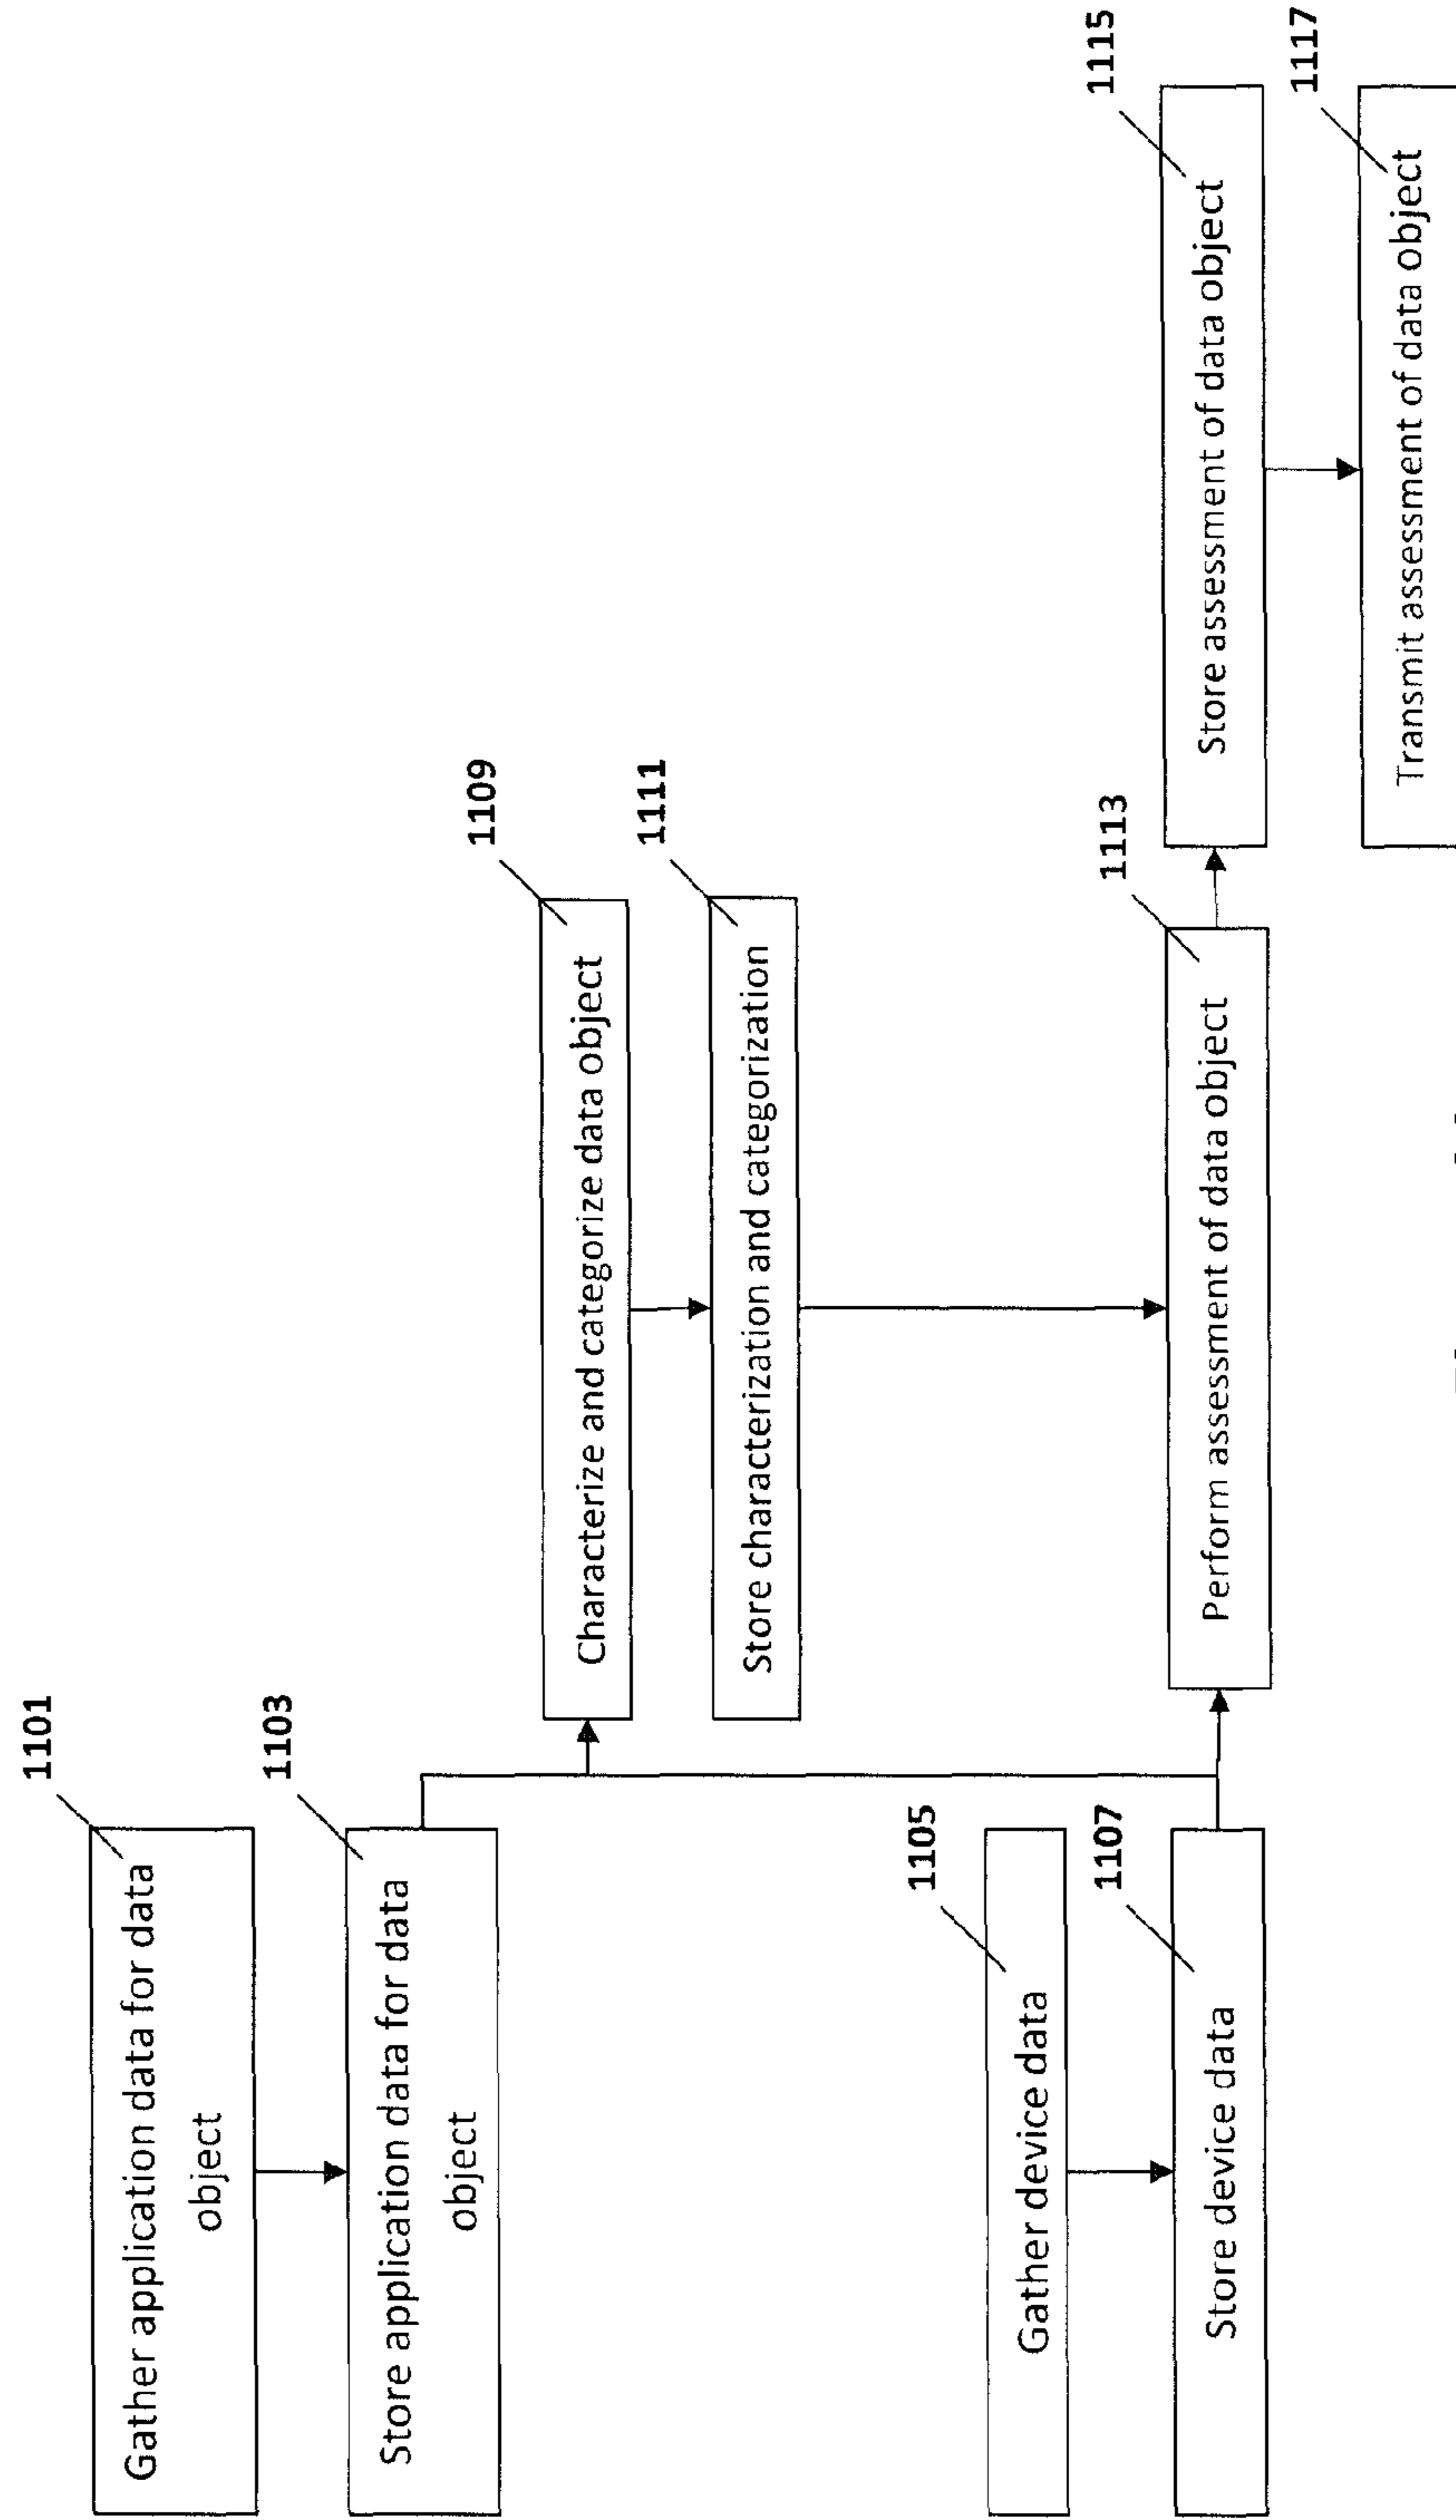 1101
Gather application data for data
object
1103
Store application data for data
object
1105
Gather device data
1107
Store device data
1109
Characterize and categorize data object
1111
Store characterization and categorization
1113
Perform assessment of data object
1115
Store assessment of data object
1117
Transmit assessment of data object